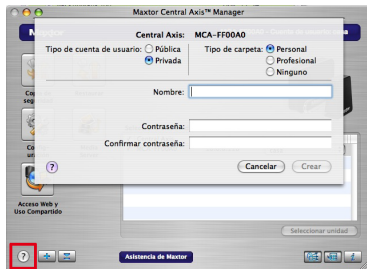 Maxtor Central Axis™ Manager
Central Axis: MCA-FF00A0
Tipo de cuenta de usuario: Pública
Privada
Tipo de carpeta: Personal
Profesional
Ninguno
Nombre:
Contraseña:
Confirmar contraseña:
? Cancelar Crear
Acceso Web y
Uso Compartido
Seleccionar unidad
? Asistencia de Maxtor